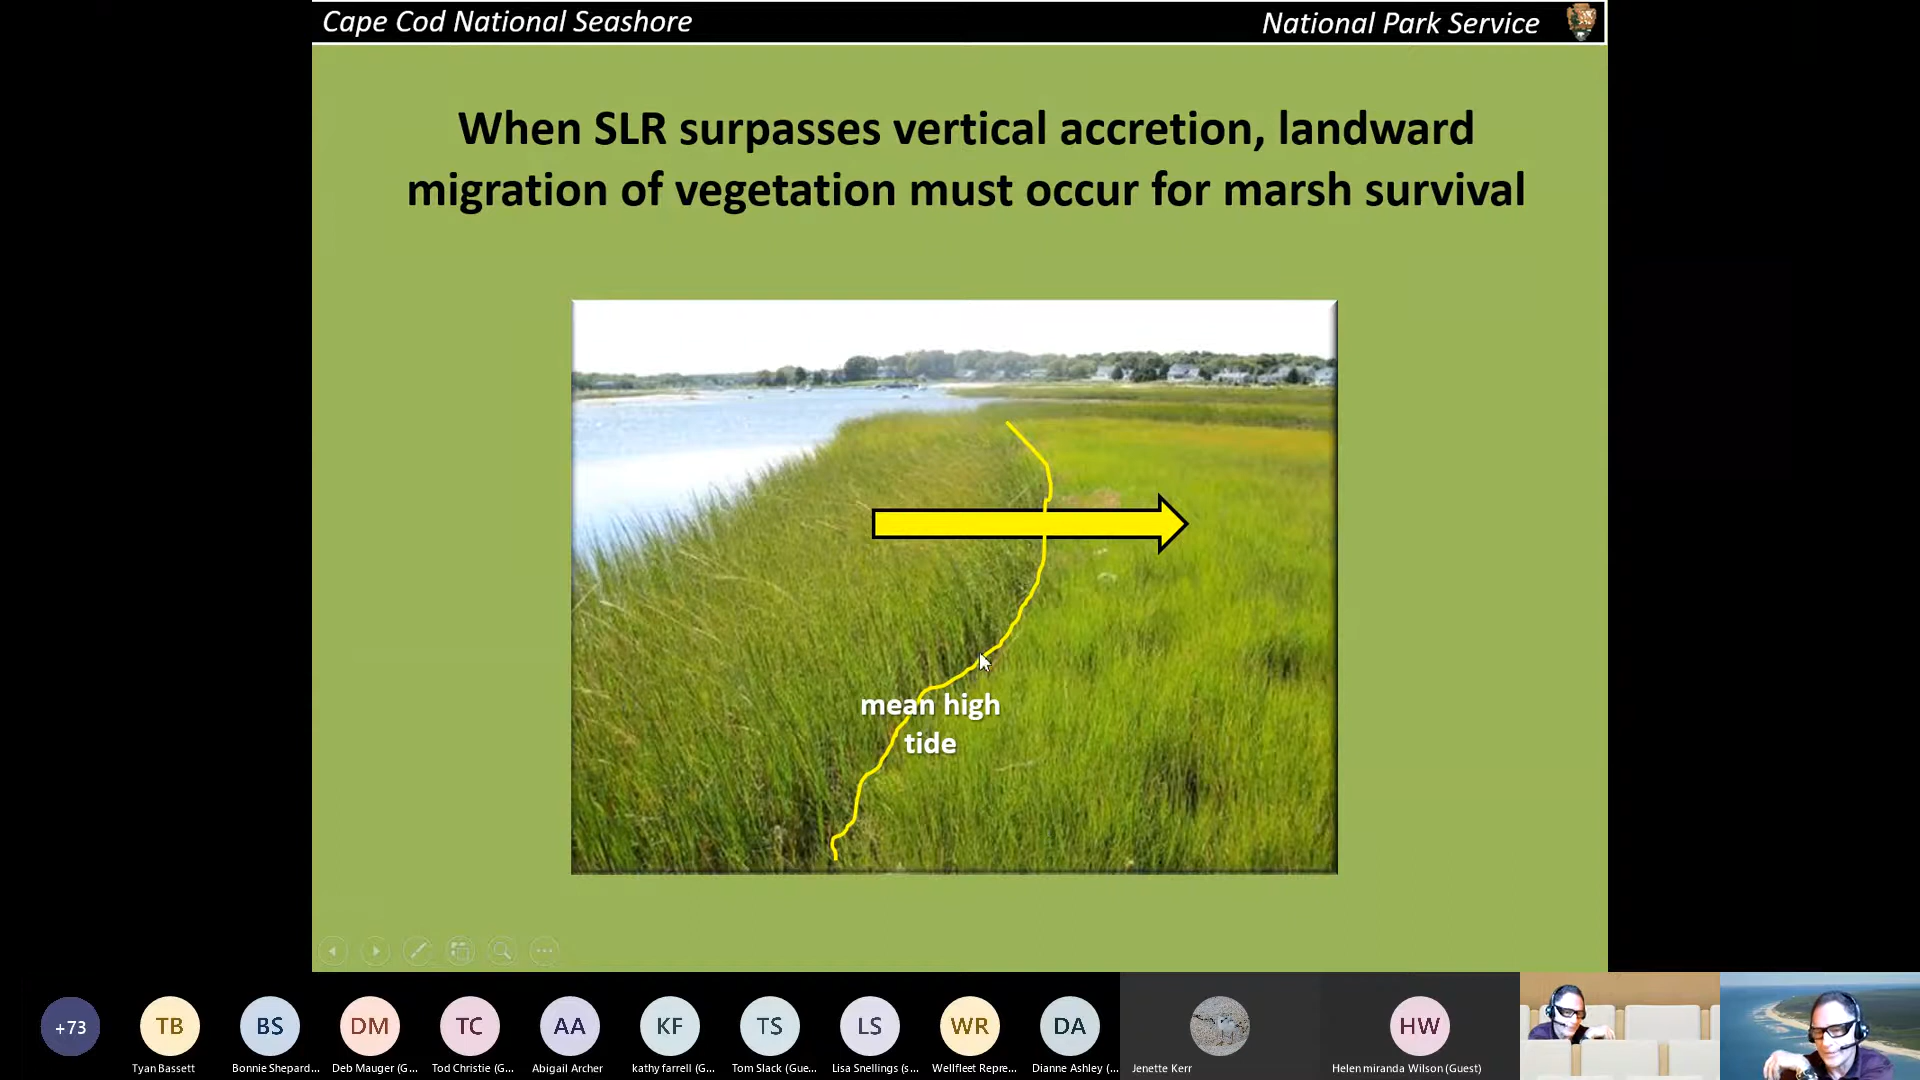 Cape Cod National Seashore
National Park Service
When SLR surpasses vertical accretion, landward
migration of vegetation must occur for marsh survival
mean high
tide
+73
TB
BS
DM
TC
AA
KF
TS
LS
WR
DA
HW
Tyan Bassett
Bonnie Shepard...
Deb Mauger (G...
Tod Christie (G...
Abigail Archer
kathy farrell (G...
Tom Slack (Gue...
Lisa Snellings (s...
Wellfleet Repre...
Dianne Ashley (...
Jenette Kerr
Helen miranda Wilson (Guest)